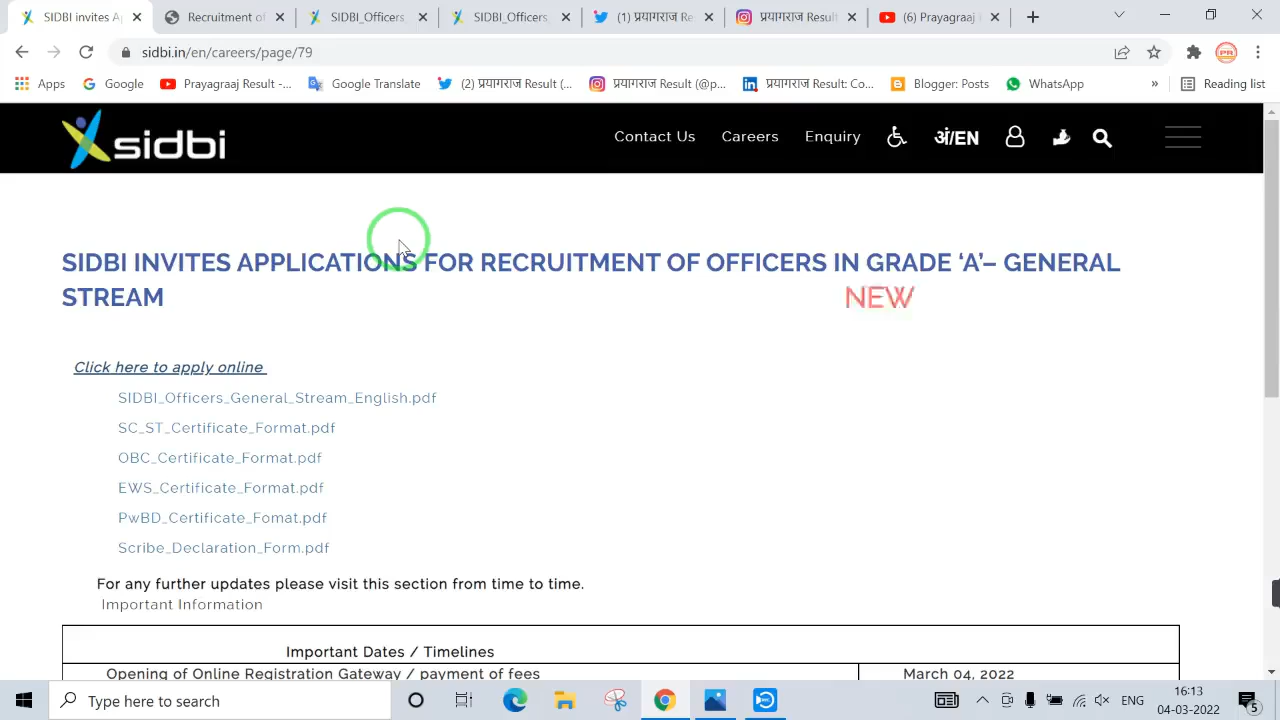 SIDBI invites Ap
Recruitment of
SIDBI_Officers
SIDBI_Officers
(1) प्रयागराज Re
प्रयागराज Result
(6) Prayagraaj
sidbi.in/en/careers/page/79
PR
Apps
Google
Prayagraaj Result -...
Google Translate
(2) प्रयागराज Result (...
प्रयागराज Result (@p...
प्रयागराज Result: Co...
Blogger: Posts
WhatsApp
»
Reading list
sidbi
Contact Us
Careers
Enquiry
अं/EN
SIDBI INVITES APPLICATIONS FOR RECRUITMENT OF OFFICERS IN GRADE ‘A’– GENERAL
STREAM NEW
Click here to apply online
SIDBI_Officers_General_Stream_English.pdf
SC_ST_Certificate_Format.pdf
OBC_Certificate_Format.pdf
EWS_Certificate_Format.pdf
PwBD_Certificate_Fomat.pdf
Scribe_Declaration_Form.pdf
For any further updates please visit this section from time to time.
Important Information
Important Dates / Timelines
Opening of Online Registration Gateway / payment of fees March 04, 2022
Type here to search
ENG
16:13
04-03-2022
5